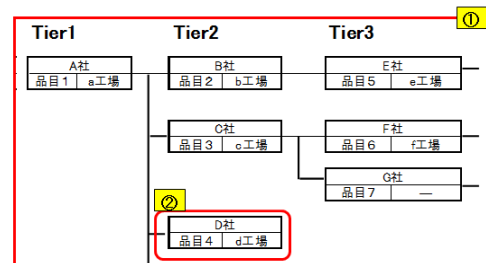 ①
Tier1 Tier2 Tier3
A社 B社 E社
品目1 a工場 品目2 b工場 品目5 e工場
C社 F社
品目3 c工場 品目6 f工場
G社
品目7 —
②
D社
品目4 d工場